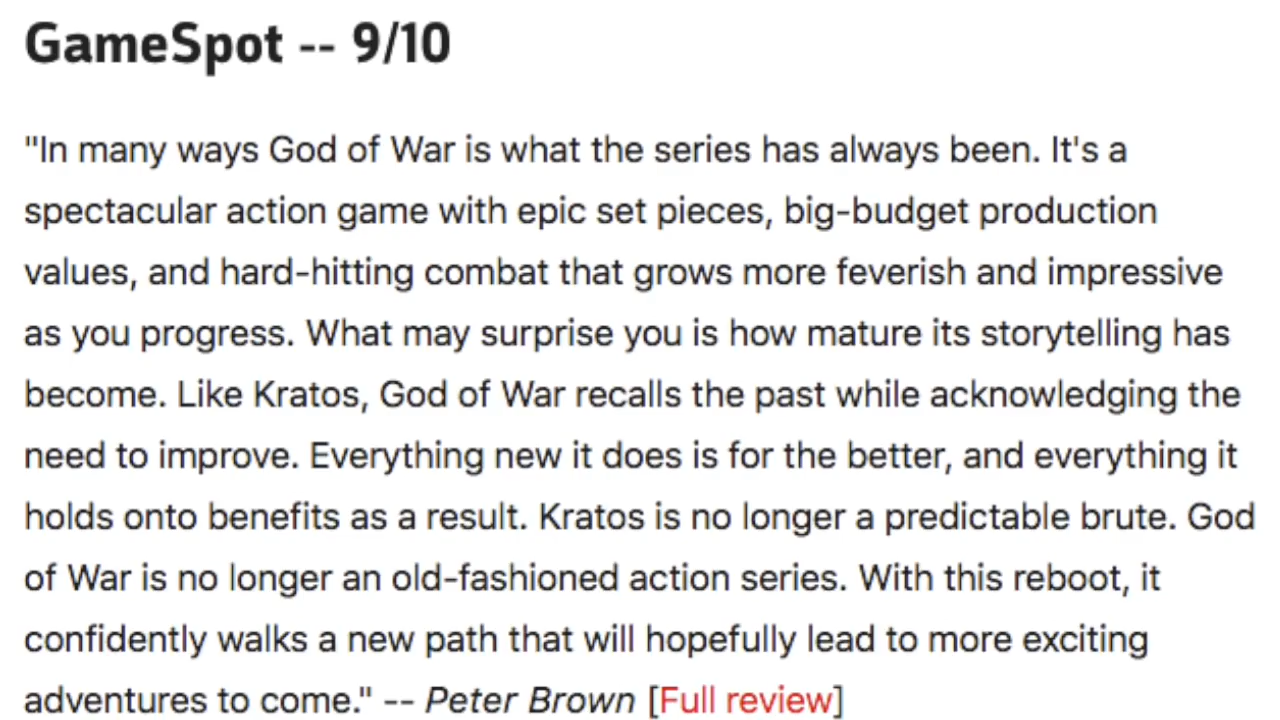 GameSpot -- 9/10
"In many ways God of War is what the series has always been. It's a
spectacular action game with epic set pieces, big-budget production
values, and hard-hitting combat that grows more feverish and impressive
as you progress. What may surprise you is how mature its storytelling has
become. Like Kratos, God of War recalls the past while acknowledging the
need to improve. Everything new it does is for the better, and everything it
holds onto benefits as a result. Kratos is no longer a predictable brute. God
of War is no longer an old-fashioned action series. With this reboot, it
confidently walks a new path that will hopefully lead to more exciting
adventures to come." -- Peter Brown [Full review]